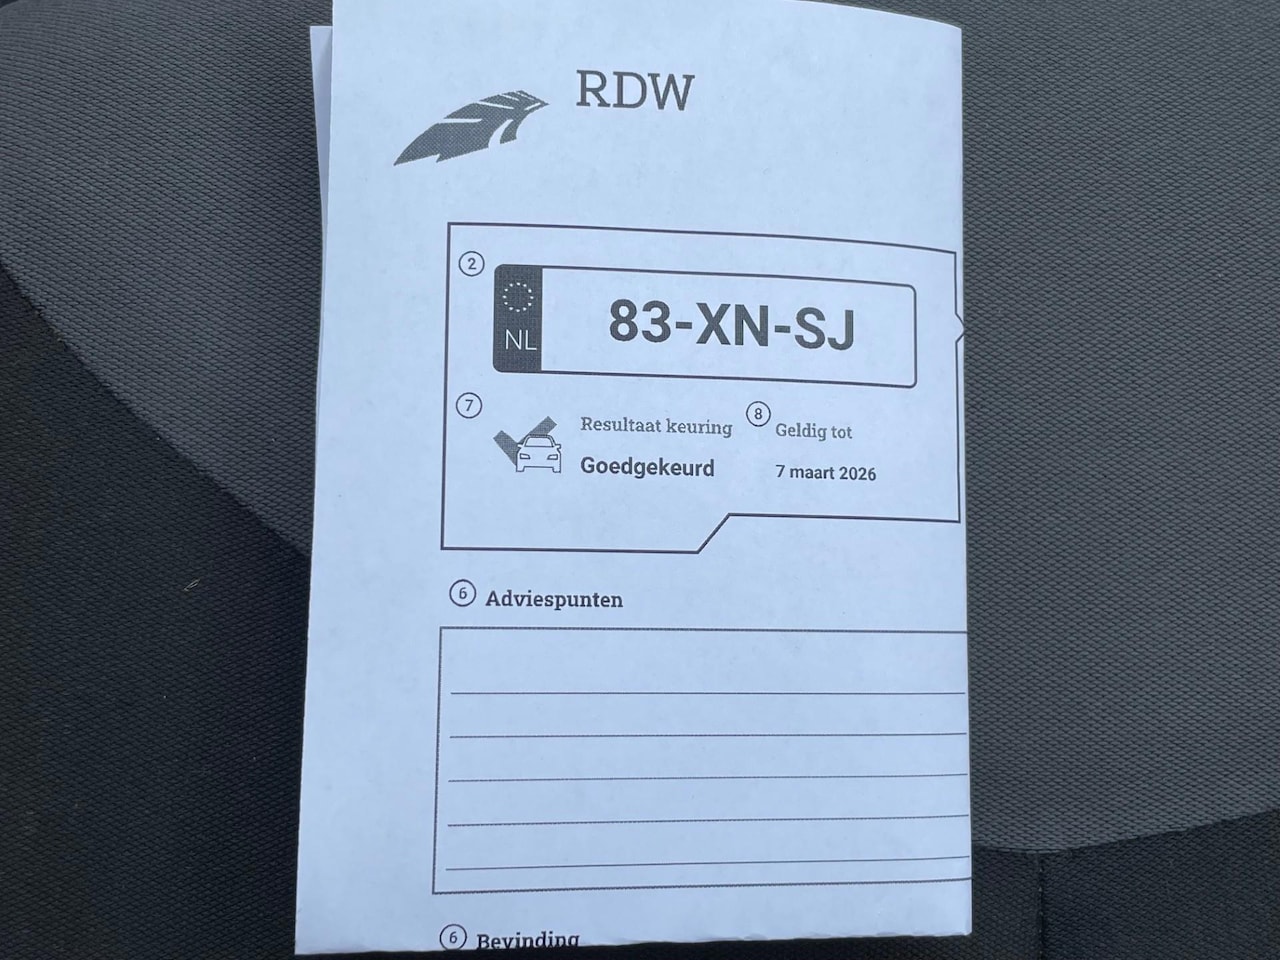 RDW
2
NL
83-XN-SJ
7
Resultaat keuring
8
Geldig tot
Goedgekeurd
7 maart 2026
6 Adviespunten
6 Bevinding